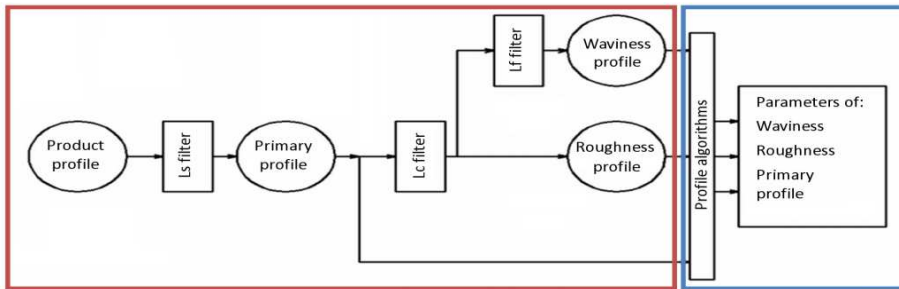 Product
profile
Ls filter
Primary
profile
Lc filter
Lf filter
Waviness
profile
Roughness
profile
Profile algorithms
Parameters of:
Waviness
Roughness
Primary
profile